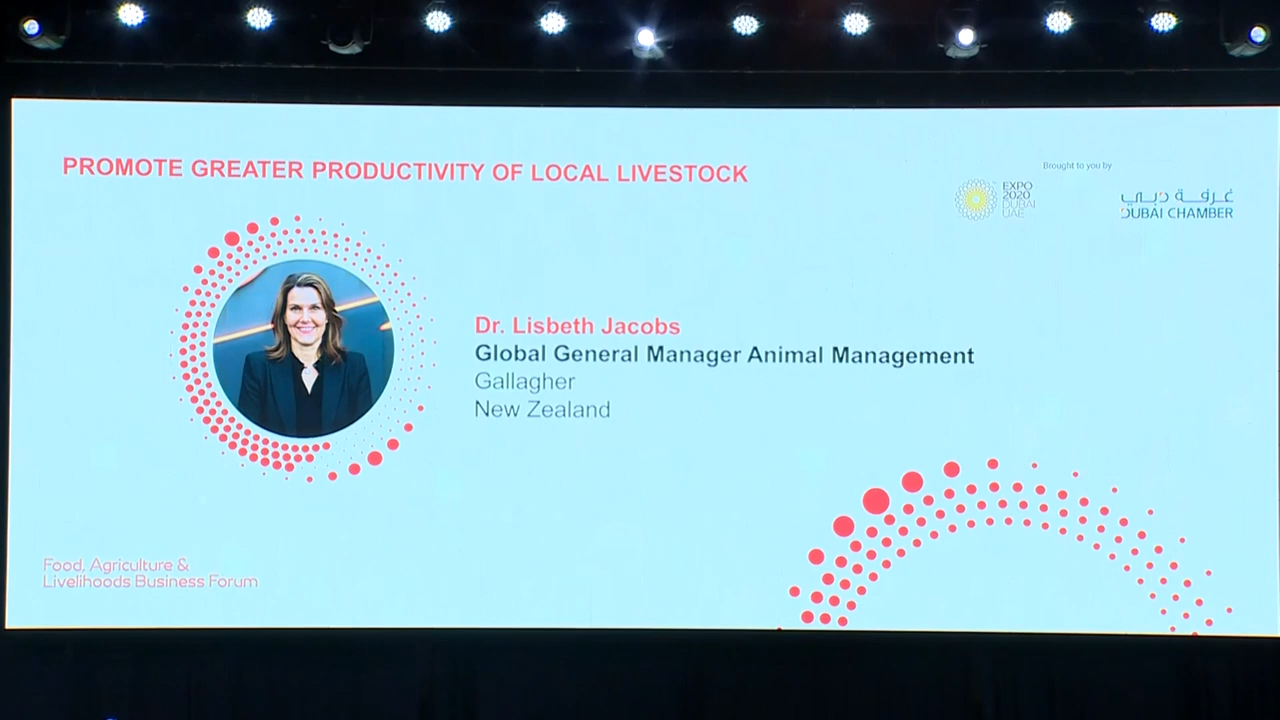 PROMOTE GREATER PRODUCTIVITY OF LOCAL LIVESTOCK
Brought to you by
EXPO
2020
DUBAI
UAE
غرفة دبي
DUBAI CHAMBER
Dr. Lisbeth Jacobs
Global General Manager Animal Management
Gallagher
New Zealand
Food, Agriculture &
Livelihoods Business Forum